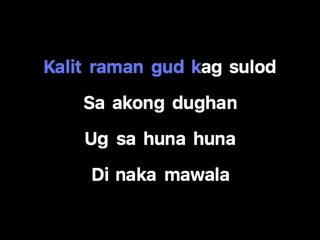 Kalit raman gud kag sulod
Sa akong dughan
Ug sa huna huna
Di naka mawala